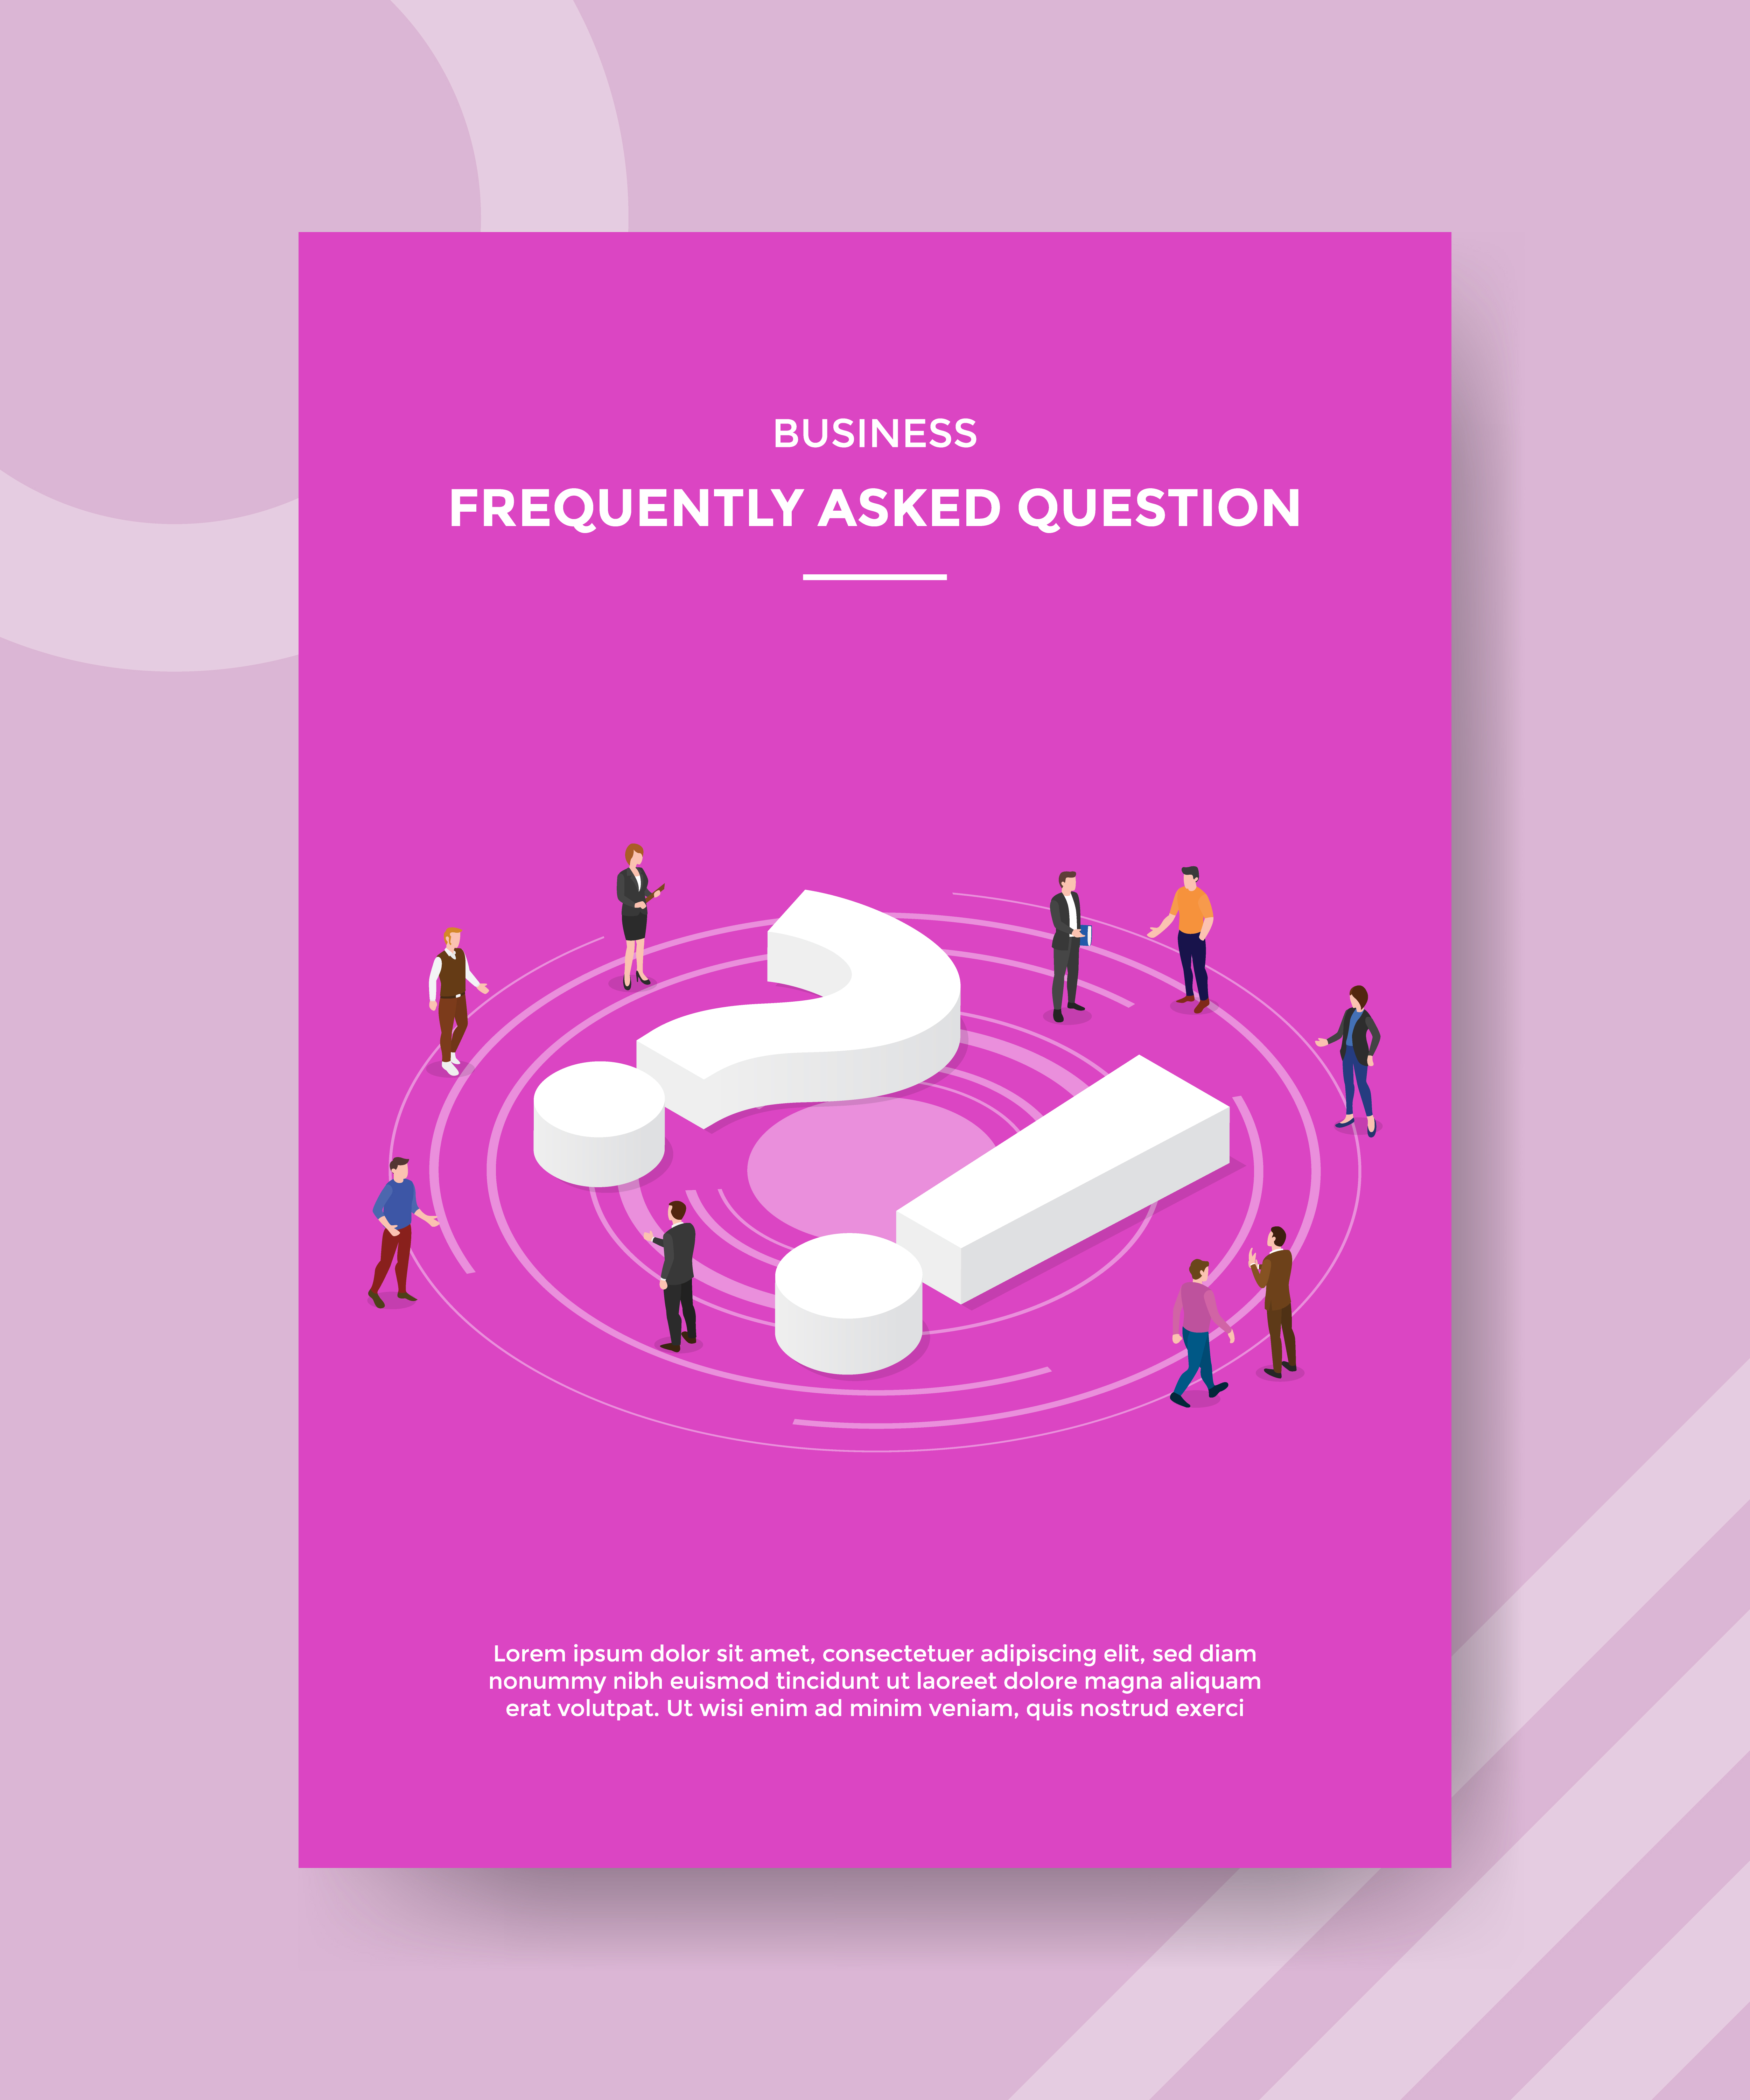 BUSINESS
FREQUENTLY ASKED QUESTION
?
!
Lorem ipsum dolor sit amet, consectetuer adipiscing elit, sed diam
nonummy nibh euismod tincidunt ut laoreet dolore magna aliquam
erat volutpat. Ut wisi enim ad minim veniam, quis nostrud exerci